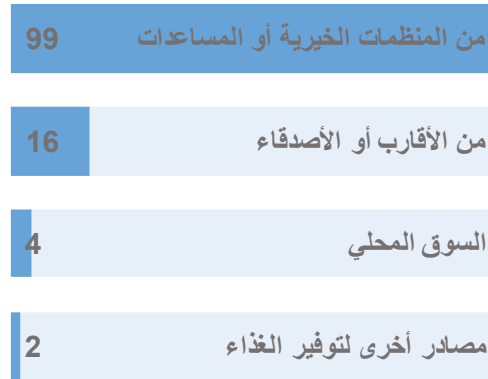 من المنظمات الخيرية أو المساعدات 99
من الأقارب أو الأصدقاء 16
السوق المحلي 4
مصادر أخرى لتوفير الغذاء 2